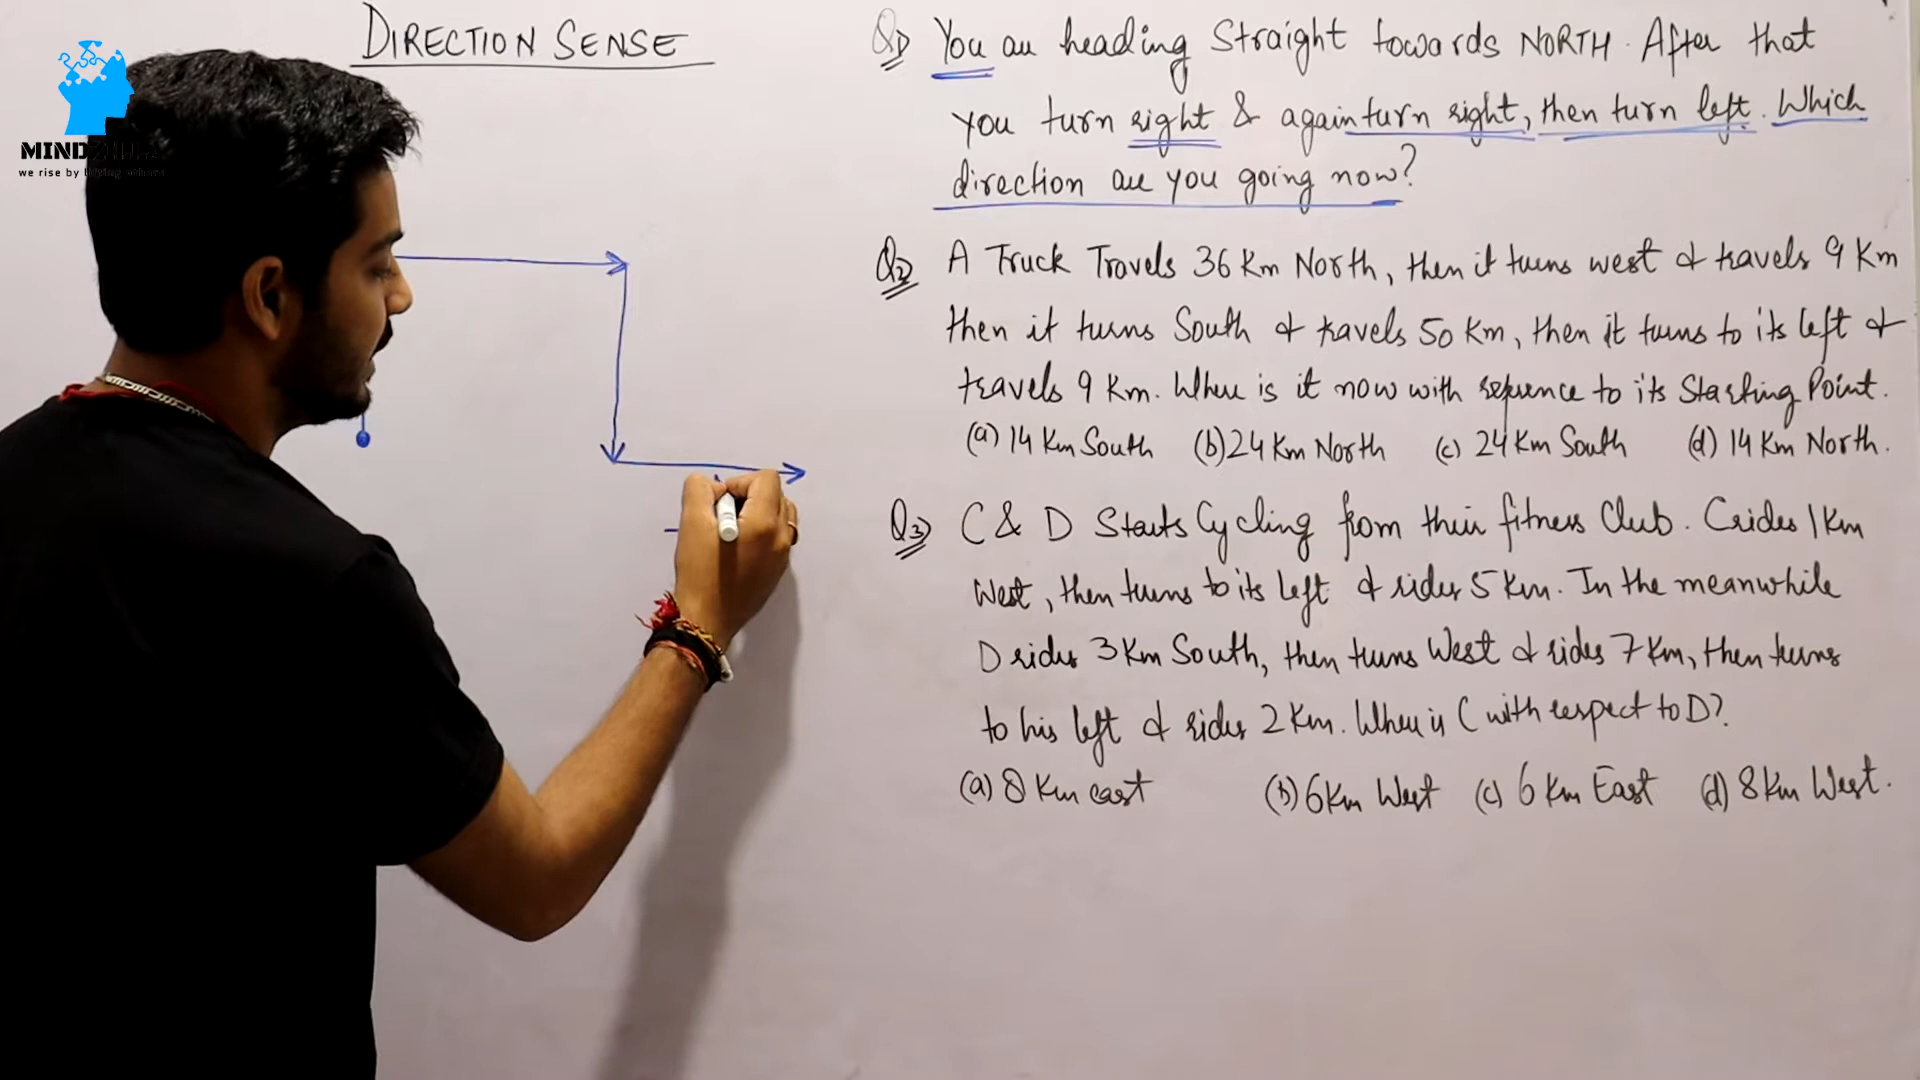 DIRECTION SENSE
MIND
we rise by
Q1) You are heading Straight towards NORTH. After that
you turn right & again turn right, then turn left. Which
direction are you going now?
Q2) A Truck Travels 36 Km North, then it turns west & travels 9 Km
then it turns South & travels 50 Km, then it turns to its left &
travels 9 Km. Where is it now with refrence to its Starting Point.
(a) 14 Km South (b) 24 Km North (c) 24 Km South (d) 14 Km North.
Q3) C & D Starts Cycling from their fitness Club. C rides 1 Km
West, then turns to its left & rides 5 Km. In the meanwhile
D rides 3 Km South, then turns West & rides 7 Km, then turns
to his left & rides 2 Km. Where is C with respect to D?
(a) 8 Km east (b) 6 Km West (c) 6 Km East (d) 8 Km West.